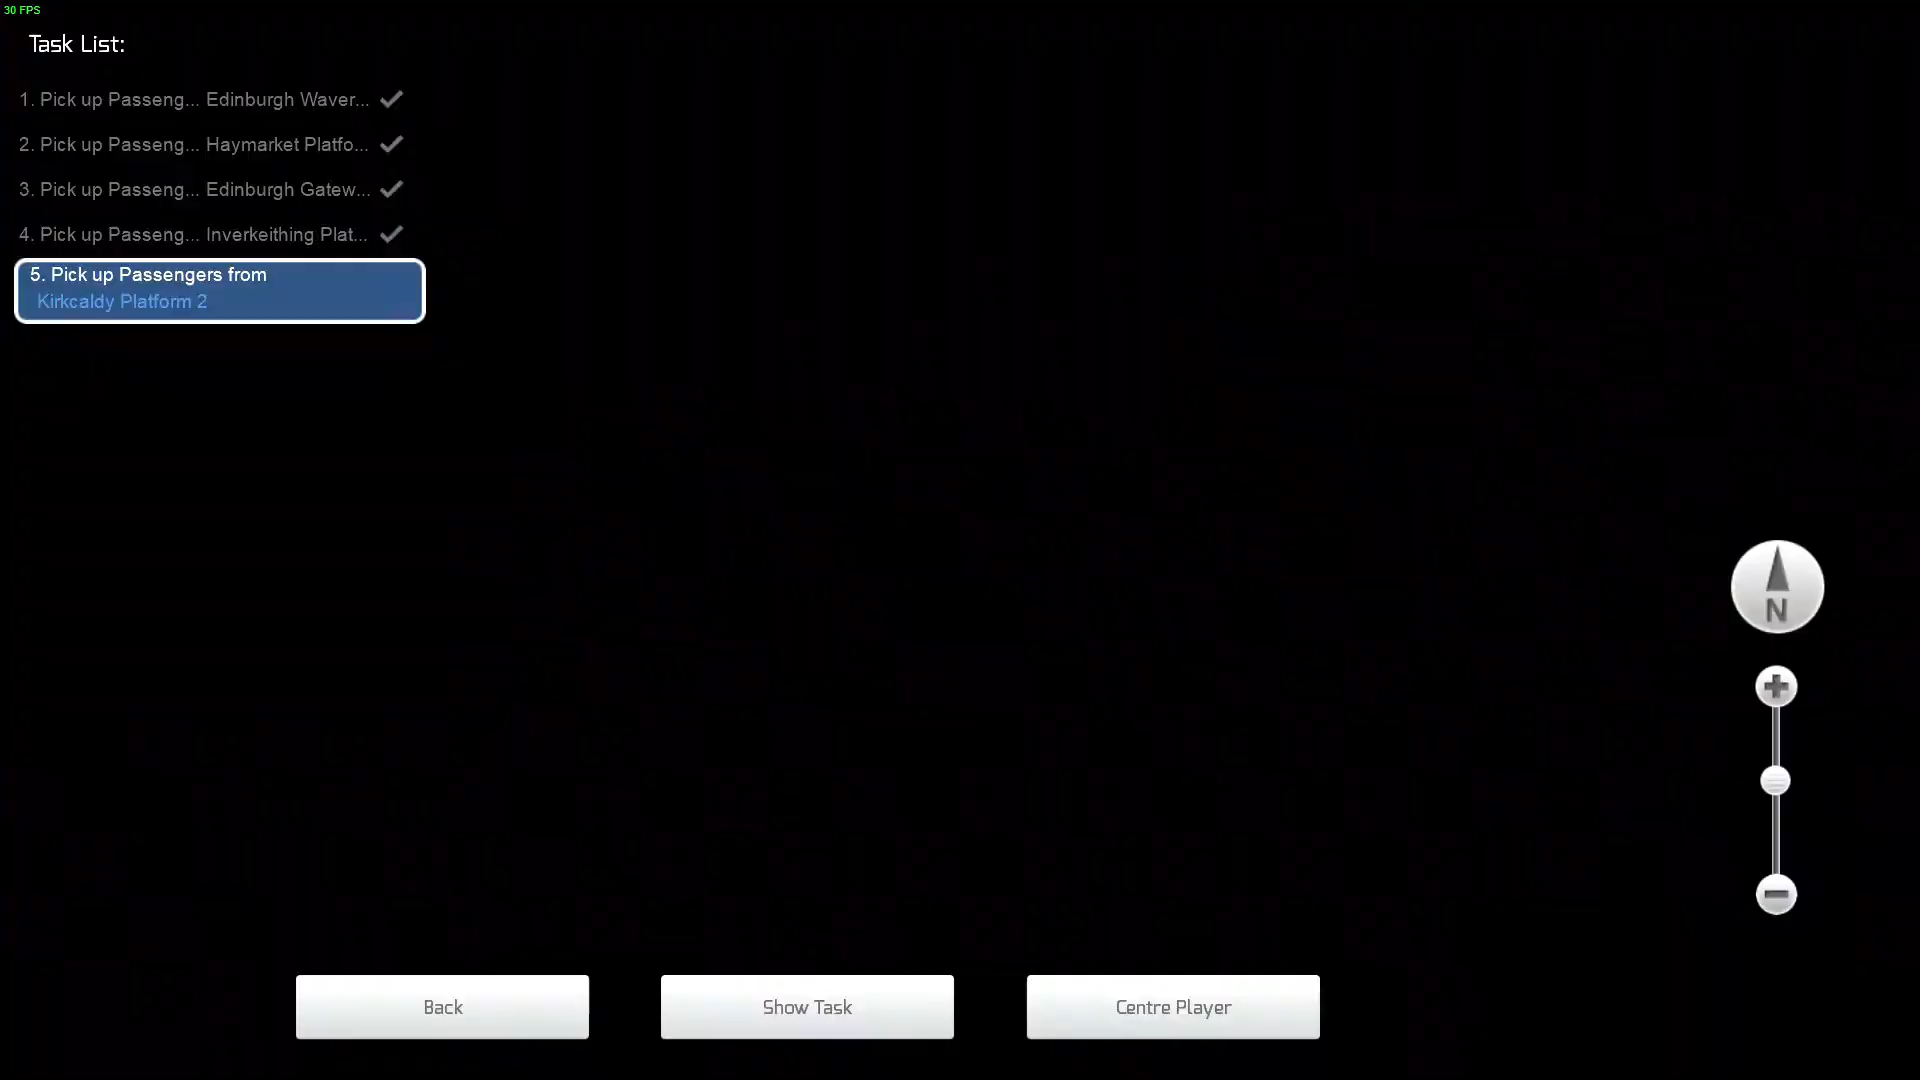 30 FPS
Task List:
1. Pick up Passeng... Edinburgh Waver...
2. Pick up Passeng... Haymarket Platfo...
3. Pick up Passeng... Edinburgh Gatew...
4. Pick up Passeng... Inverkeithing Plat...
5. Pick up Passengers from
Kirkcaldy Platform 2
N
Back
Show Task
Centre Player